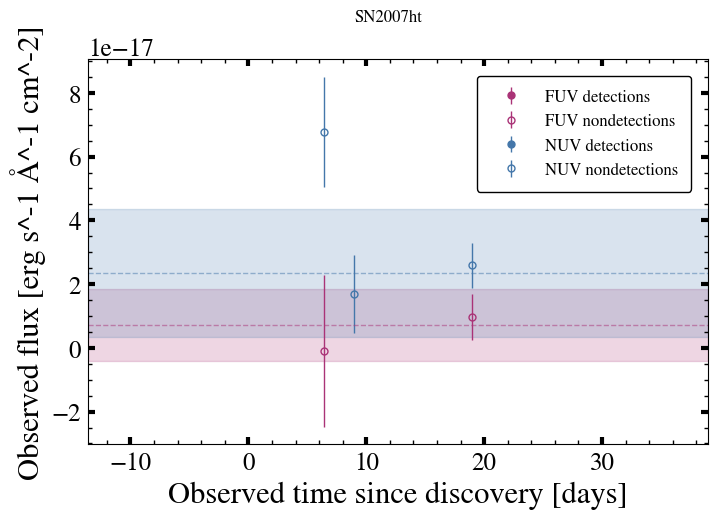 SN2007ht
1e−17
Observed flux [erg s^-1 Å^-1 cm^-2]
8
6
4
2
0
−2
FUV detections
FUV nondetections
NUV detections
NUV nondetections
−10
0
10
20
30
Observed time since discovery [days]